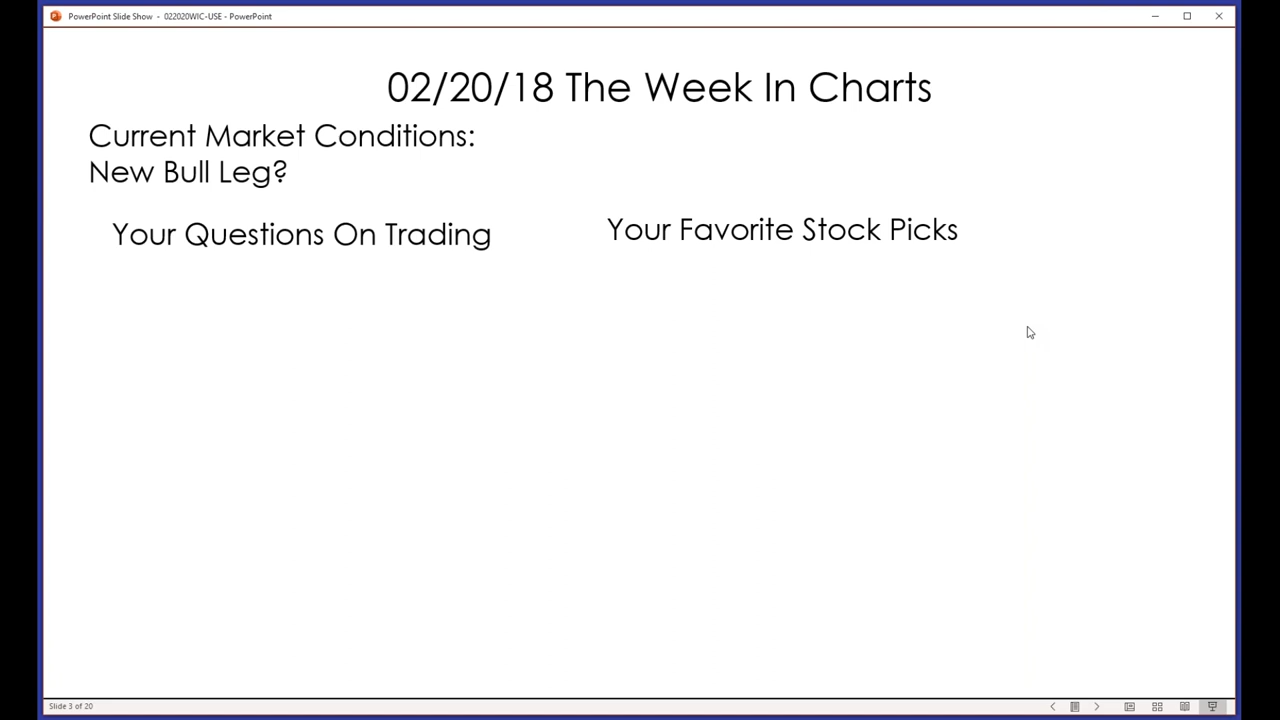 PowerPoint Slide Show - 022020WIC-USE - PowerPoint
02/20/18 The Week In Charts
Current Market Conditions:
New Bull Leg?
Your Questions On Trading
Your Favorite Stock Picks
Slide 3 of 20